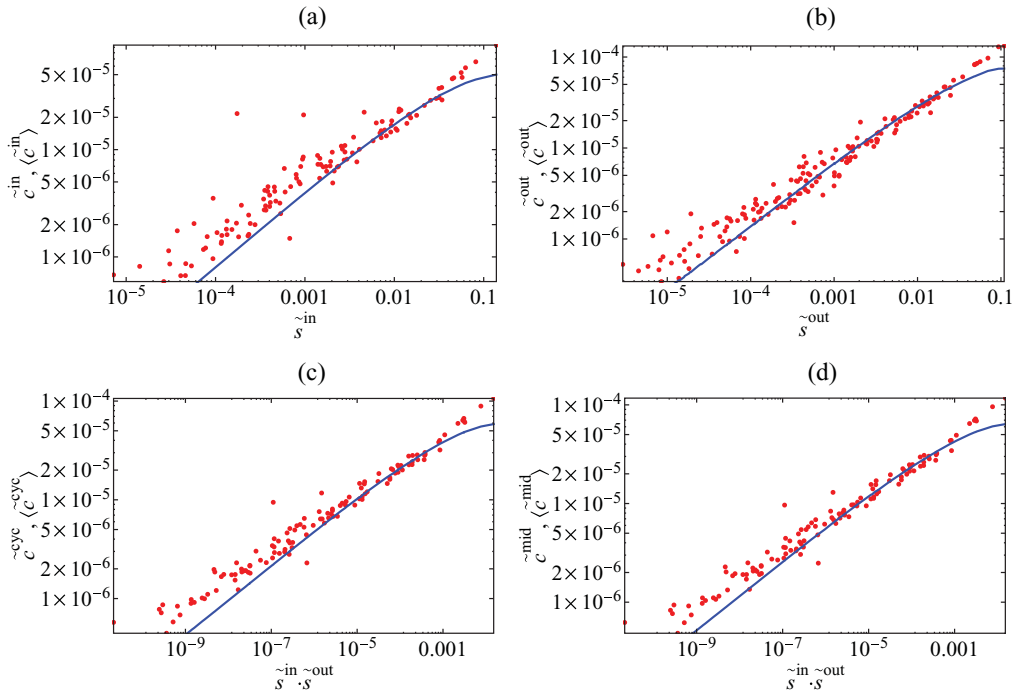 (a)
5 × 10⁻⁵
2 × 10⁻⁵
1 × 10⁻⁵
5 × 10⁻⁶
2 × 10⁻⁶
1 × 10⁻⁶
c̃ⁱⁿ, ⟨c̃ⁱⁿ⟩
10⁻⁵ 10⁻⁴ 0.001 0.01 0.1
s̃ⁱⁿ
(b)
1 × 10⁻⁴
5 × 10⁻⁵
2 × 10⁻⁵
1 × 10⁻⁵
5 × 10⁻⁶
2 × 10⁻⁶
1 × 10⁻⁶
c̃ᵒᵘᵗ, ⟨c̃ᵒᵘᵗ⟩
10⁻⁵ 10⁻⁴ 0.001 0.01 0.1
s̃ᵒᵘᵗ
(c)
1 × 10⁻⁴
5 × 10⁻⁵
2 × 10⁻⁵
1 × 10⁻⁵
5 × 10⁻⁶
2 × 10⁻⁶
1 × 10⁻⁶
c̃ᶜʸᶜ, ⟨c̃ᶜʸᶜ⟩
10⁻⁹ 10⁻⁷ 10⁻⁵ 0.001
s̃ⁱⁿ·s̃ᵒᵘᵗ
(d)
1 × 10⁻⁴
5 × 10⁻⁵
2 × 10⁻⁵
1 × 10⁻⁵
5 × 10⁻⁶
2 × 10⁻⁶
1 × 10⁻⁶
c̃ᵐⁱᵈ, ⟨c̃ᵐⁱᵈ⟩
10⁻⁹ 10⁻⁷ 10⁻⁵ 0.001
s̃ⁱⁿ·s̃ᵒᵘᵗ